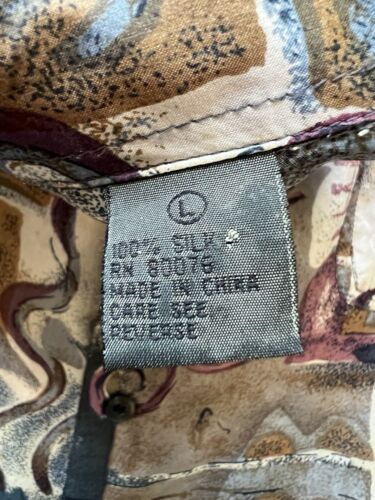 L
100% SILK
RN 80076
MADE IN CHINA
CARE SEE
REVERSE